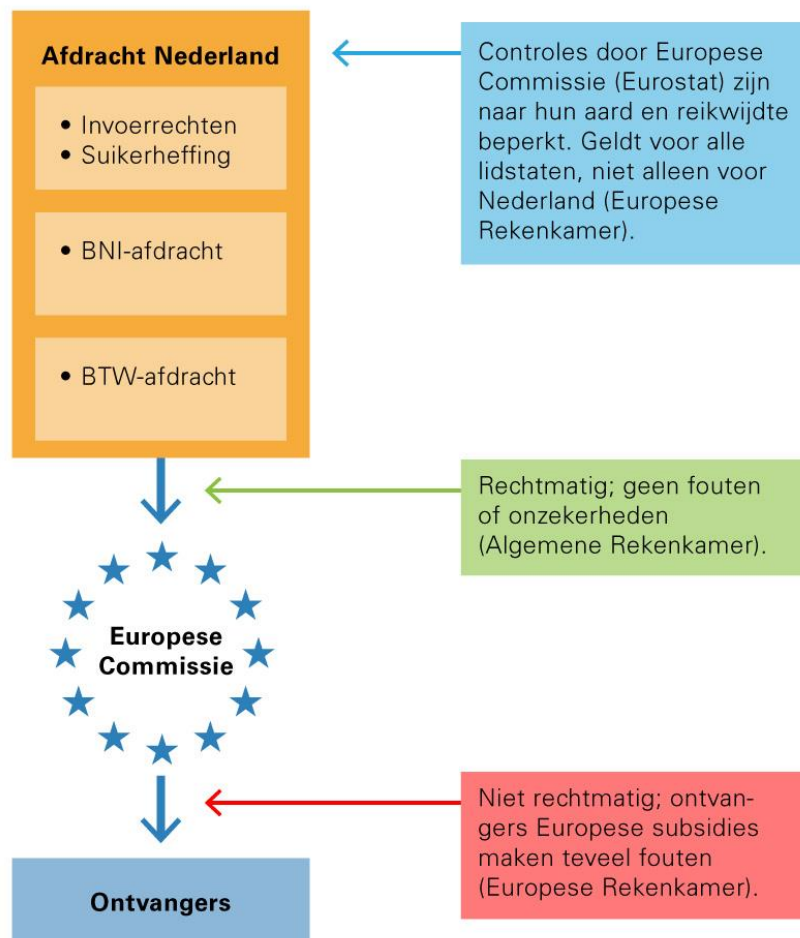 Afdracht Nederland
• Invoerrechten
• Suikerheffing
• BNI-afdracht
• BTW-afdracht
Controles door Europese
Commissie (Eurostat) zijn
naar hun aard en reikwijdte
beperkt. Geldt voor alle
lidstaten, niet alleen voor
Nederland (Europese
Rekenkamer).
Rechtmatig; geen fouten
of onzekerheden
(Algemene Rekenkamer).
Europese
Commissie
Niet rechtmatig; ontvan-
gers Europese subsidies
maken teveel fouten
(Europese Rekenkamer).
Ontvangers